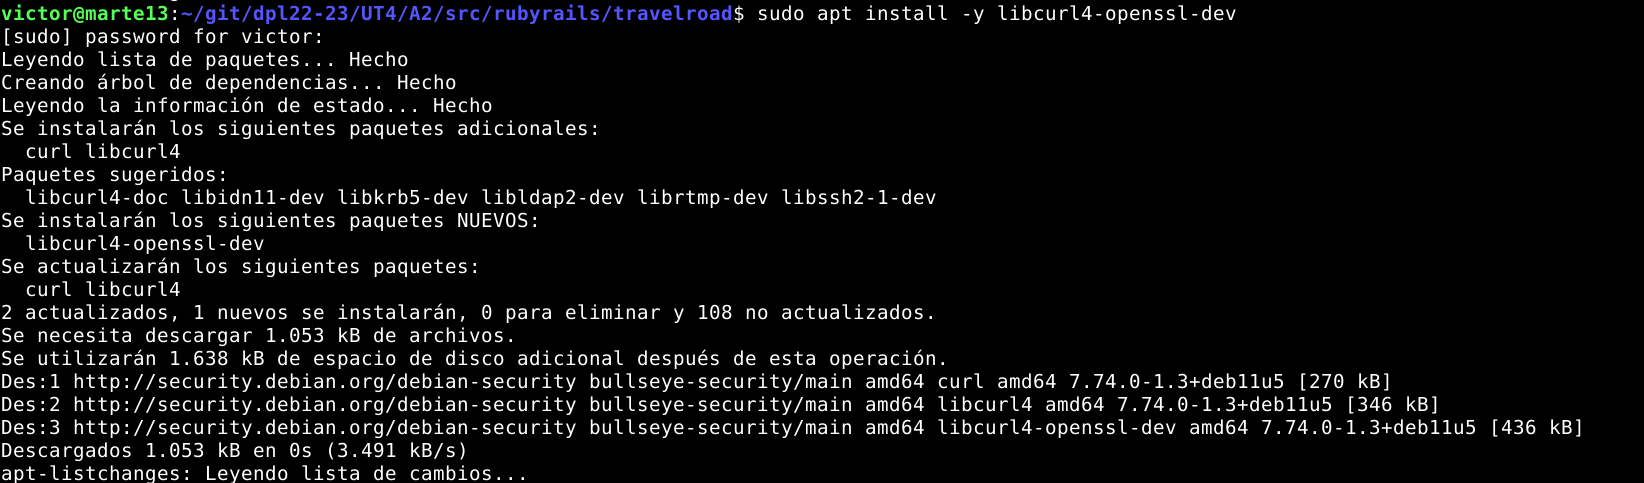 victor@marte13:~/git/dpl22-23/UT4/A2/src/rubyrails/travelroad$ sudo apt install -y libcurl4-openssl-dev
[sudo] password for victor:
Leyendo lista de paquetes... Hecho
Creando árbol de dependencias... Hecho
Leyendo la información de estado... Hecho
Se instalarán los siguientes paquetes adicionales:
  curl libcurl4
Paquetes sugeridos:
  libcurl4-doc libidn11-dev libkrb5-dev libldap2-dev librtmp-dev libssh2-1-dev
Se instalarán los siguientes paquetes NUEVOS:
  libcurl4-openssl-dev
Se actualizarán los siguientes paquetes:
  curl libcurl4
2 actualizados, 1 nuevos se instalarán, 0 para eliminar y 108 no actualizados.
Se necesita descargar 1.053 kB de archivos.
Se utilizarán 1.638 kB de espacio de disco adicional después de esta operación.
Des:1 http://security.debian.org/debian-security bullseye-security/main amd64 curl amd64 7.74.0-1.3+deb11u5 [270 kB]
Des:2 http://security.debian.org/debian-security bullseye-security/main amd64 libcurl4 amd64 7.74.0-1.3+deb11u5 [346 kB]
Des:3 http://security.debian.org/debian-security bullseye-security/main amd64 libcurl4-openssl-dev amd64 7.74.0-1.3+deb11u5 [436 kB]
Descargados 1.053 kB en 0s (3.491 kB/s)
apt-listchanges: Leyendo lista de cambios...